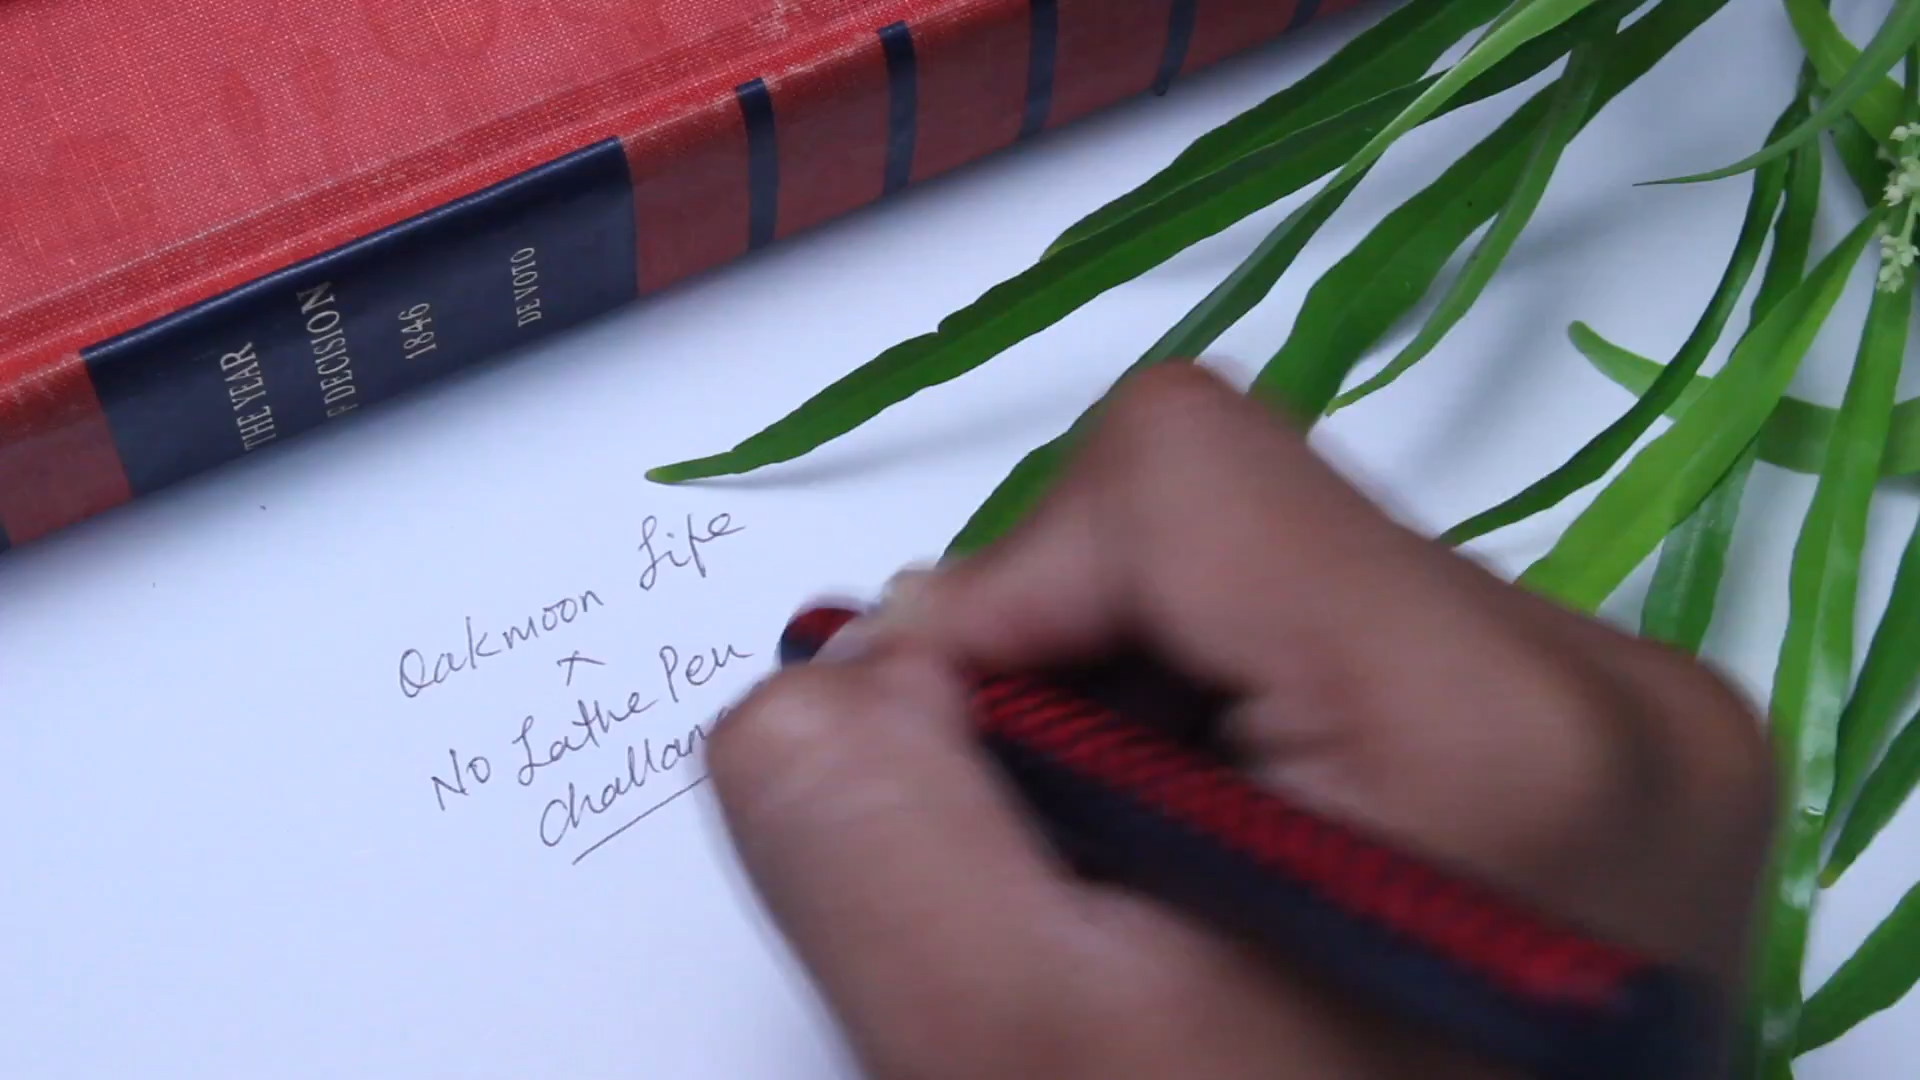 THE YEAR
DECISION
1846
DE VOTO
Oakmoon Life
x
No Lathe Pen